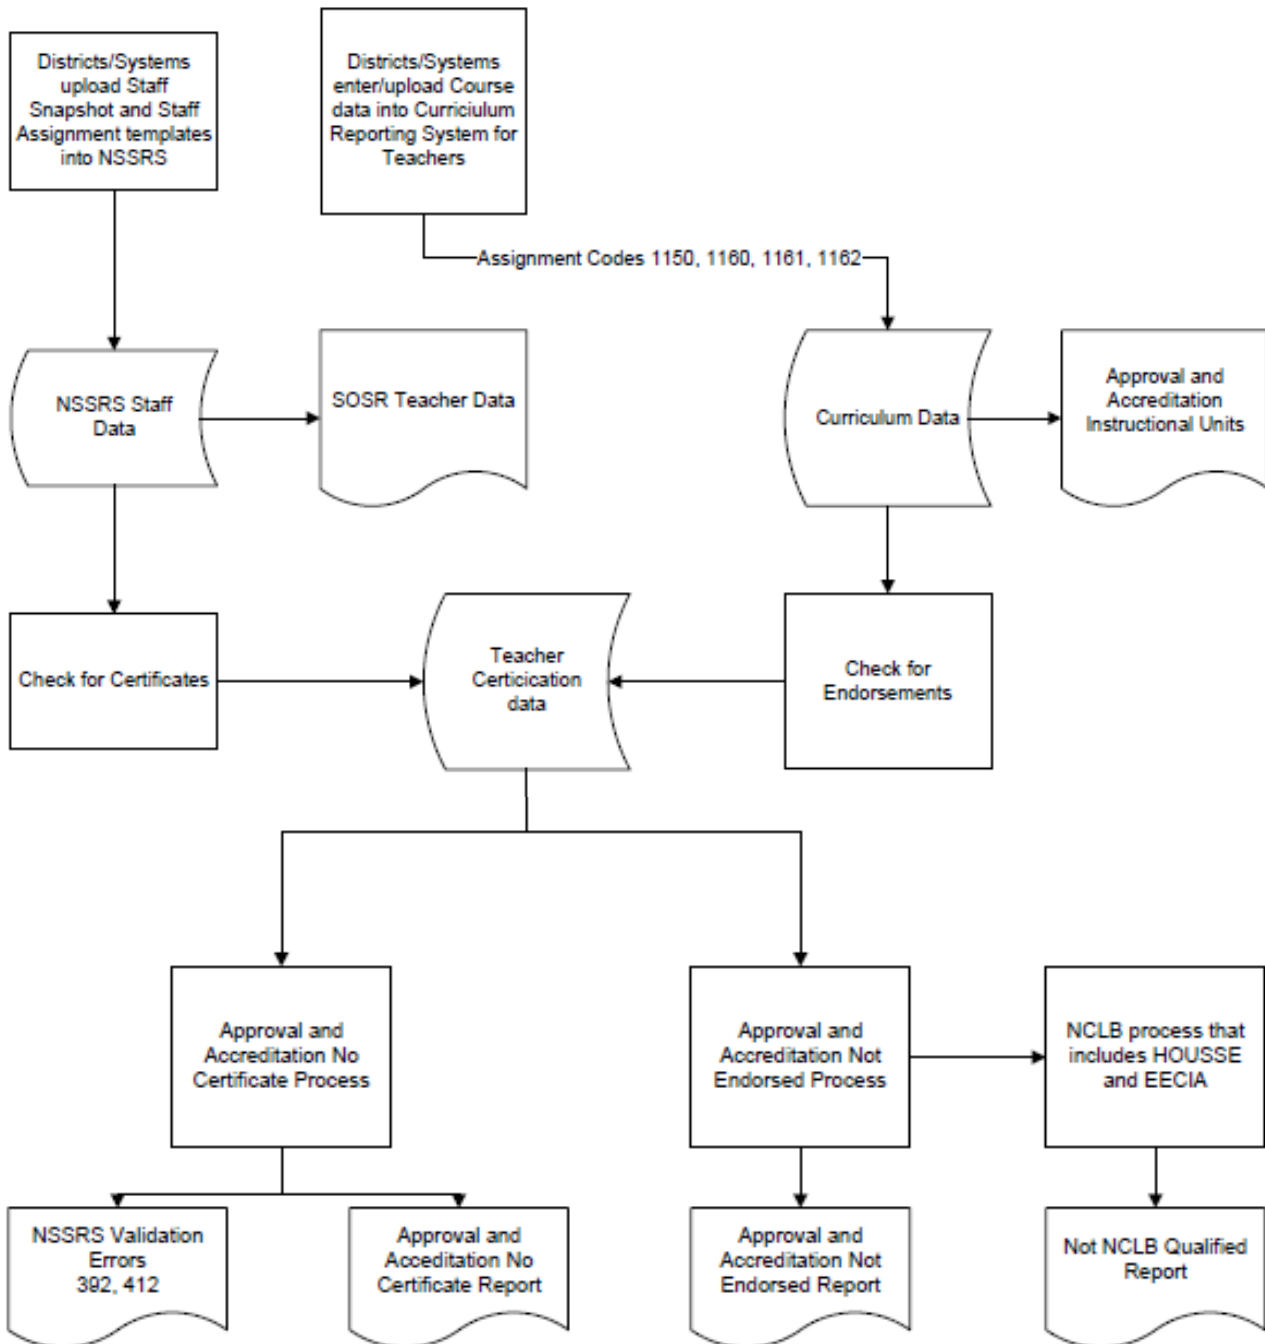 Districts/Systems
upload Staff
Snapshot and Staff
Assignment templates
into NSSRS
Districts/Systems
enter/upload Course
data into Curriciulum
Reporting System for
Teachers
Assignment Codes 1150, 1160, 1161, 1162
NSSRS Staff
Data
SOSR Teacher Data
Curriculum Data
Approval and
Accreditation
Instructional Units
Check for Certificates
Teacher
Certicication
data
Check for
Endorsements
Approval and
Accreditation No
Certificate Process
Approval and
Accreditation Not
Endorsed Process
NCLB process that
includes HOUSSE
and EECIA
NSSRS Validation
Errors
392, 412
Approval and
Acceditation No
Certificate Report
Approval and
Accreditation Not
Endorsed Report
Not NCLB Qualified
Report